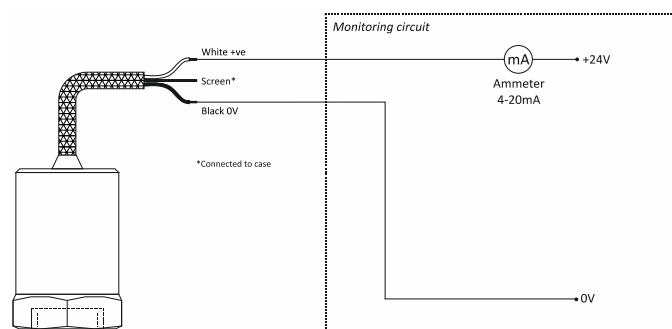 Monitoring circuit
White +ve
mA
+24V
Screen*
Ammeter
4-20mA
Black 0V
*Connected to case
0V